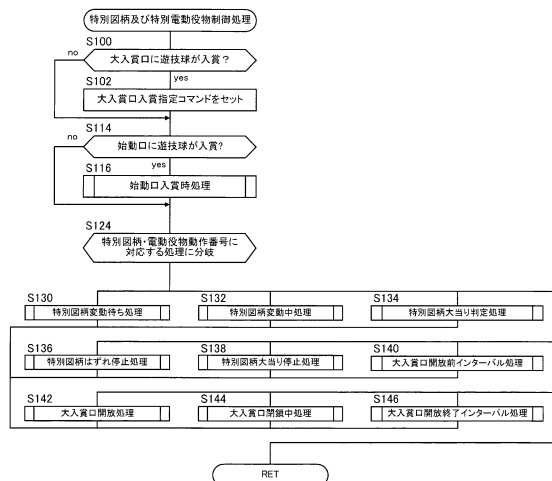 特別図柄及び特別電動役物制御処理
S100
no
大入賞口に遊技球が入賞？
yes
S102
大入賞口入賞指定コマンドをセット
S114
no
始動口に遊技球が入賞?
yes
S116
始動口入賞時処理
S124
特別図柄・電動役物動作番号に
対応する処理に分岐
S130
S132
S134
特別図柄変動待ち処理
特別図柄変動中処理
特別図柄大当り判定処理
S136
S138
S140
特別図柄はずれ停止処理
特別図柄大当り停止処理
大入賞口開放前インターバル処理
S142
S144
S146
大入賞口開放処理
大入賞口閉鎖中処理
大入賞口開放終了インターバル処理
RET